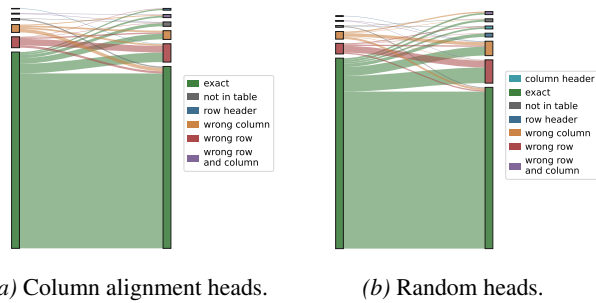 exact
not in table
row header
wrong column
wrong row
wrong row
and column
column header
exact
not in table
row header
wrong column
wrong row
wrong row
and column
a) Column alignment heads.
(b) Random heads.